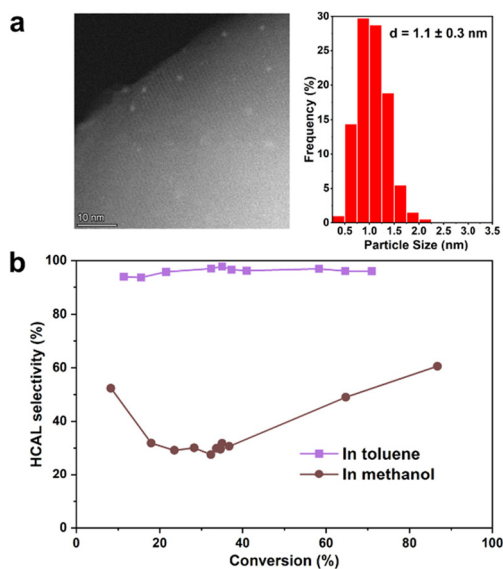 a
10 nm
d = 1.1 ± 0.3 nm
Frequency (%)
30
25
20
15
10
5
0
0.5 1.0 1.5 2.0 2.5 3.0 3.5
Particle Size (nm)
b
HCAL selectivity (%)
100
80
60
40
20
0
In toluene
In methanol
0 20 40 60 80 100
Conversion (%)